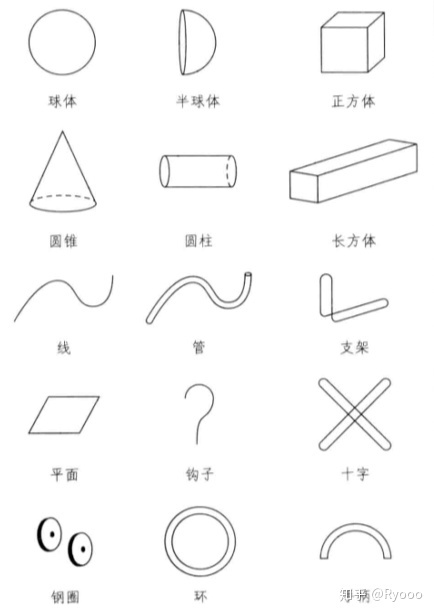 球体 半球体 正方体
圆锥 圆柱 长方体
线 管 支架
平面 钩子 十字
钢圈 环
知乎 @Ryooo